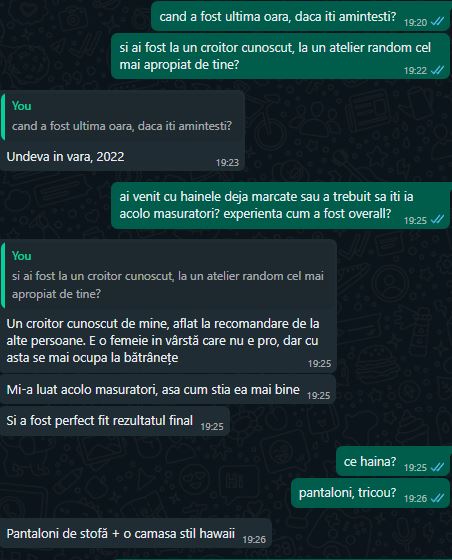 cand a fost ultima oara, daca iti amintesti?
19:20
si ai fost la un croitor cunoscut, la un atelier random cel
mai apropiat de tine?
19:22
You
cand a fost ultima oara, daca iti amintesti?
Undeva in vara, 2022
19:23
ai venit cu hainele deja marcate sau a trebuit sa iti ia
acolo masuratori? experienta cum a fost overall?
19:25
You
si ai fost la un croitor cunoscut, la un atelier random cel mai
apropiat de tine?
Un croitor cunoscut de mine, aflat la recomandare de la
alte persoane. E o femeie in vârstă care nu e pro, dar cu
asta se mai ocupa la bătrânețe
19:25
Mi-a luat acolo masuratori, asa cum stia ea mai bine
19:25
Si a fost perfect fit rezultatul final
19:25
ce haina?
19:25
pantaloni, tricou?
19:26
Pantaloni de stofă + o camasa stil hawaii
19:26